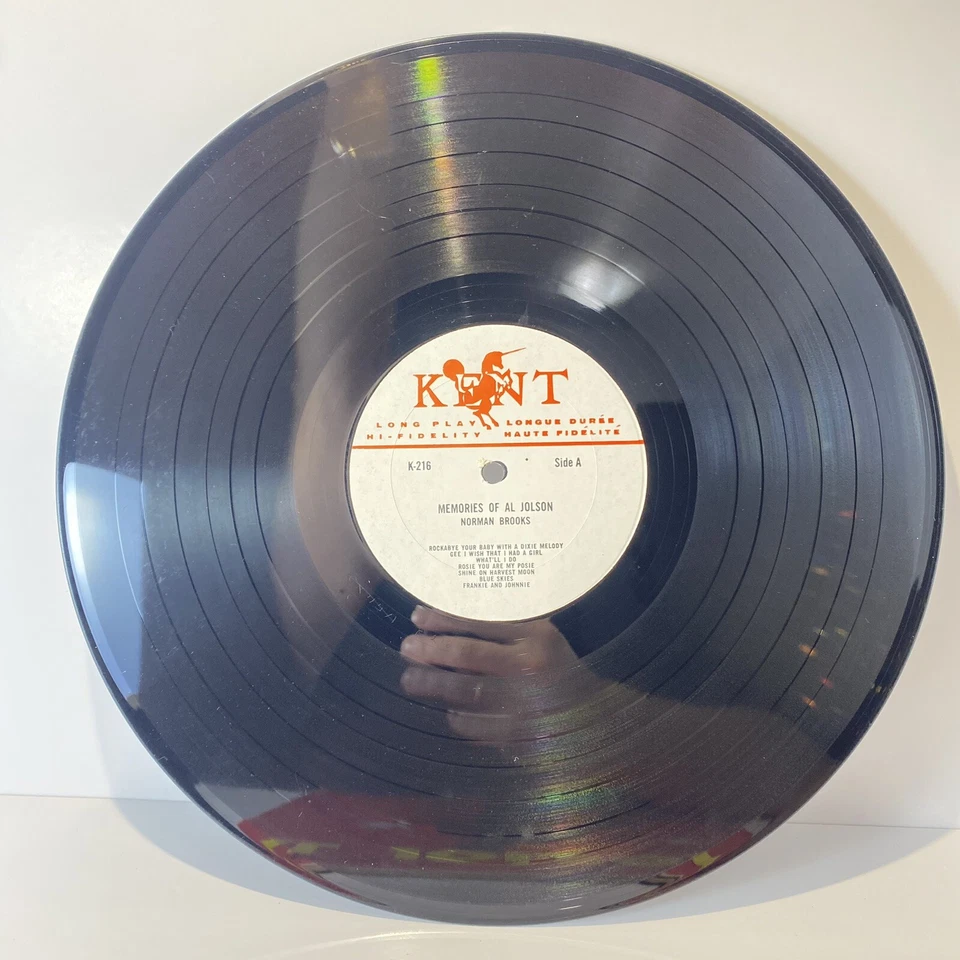 KENT
LONG PLAY LONGUE DURÉE
HI-FIDELITY HAUTE FIDÉLITÉ
K-216 Side A
MEMORIES OF AL JOLSON
NORMAN BROOKS
ROCKABYE YOUR BABY WITH A DIXIE MELODY
GEE I WISH THAT I HAD A GIRL
WHAT'LL I DO
ROSIE YOU ARE MY POSIE
SHINE ON HARVEST MOON
BLUE SKIES
FRANKIE AND JOHNNIE